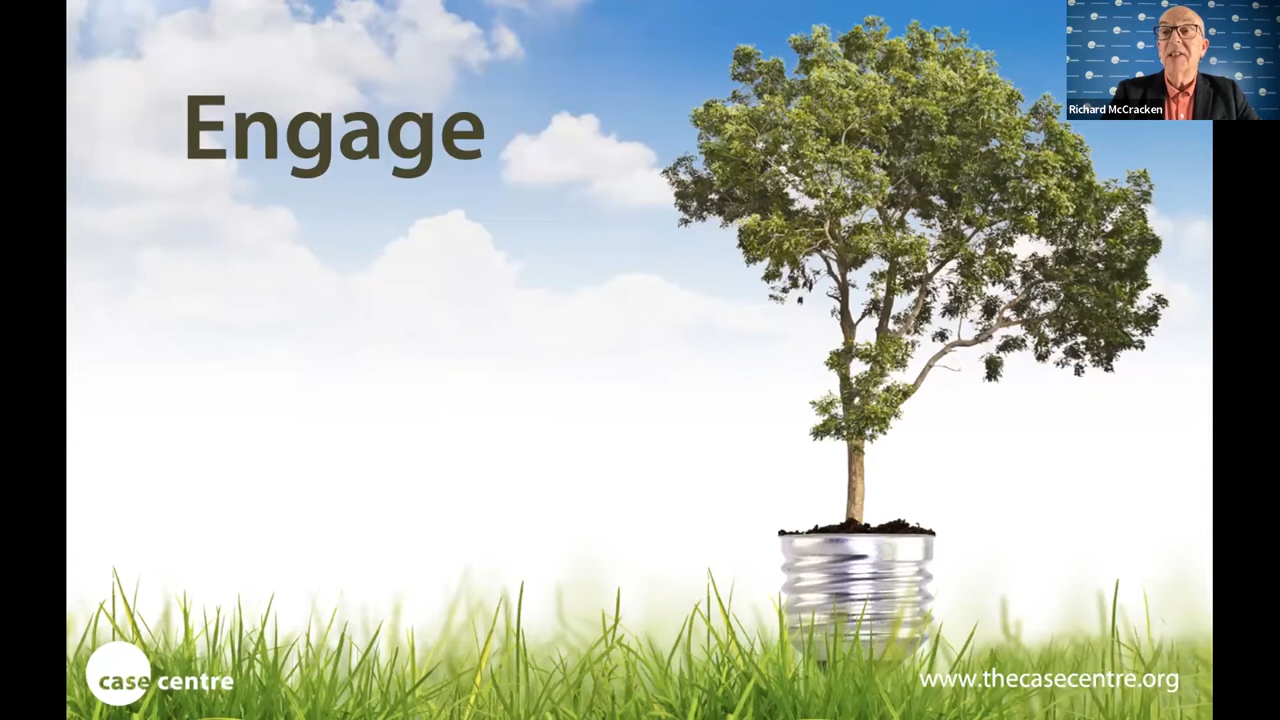 Engage
Richard McCracken
case centre
www.thecasecentre.org